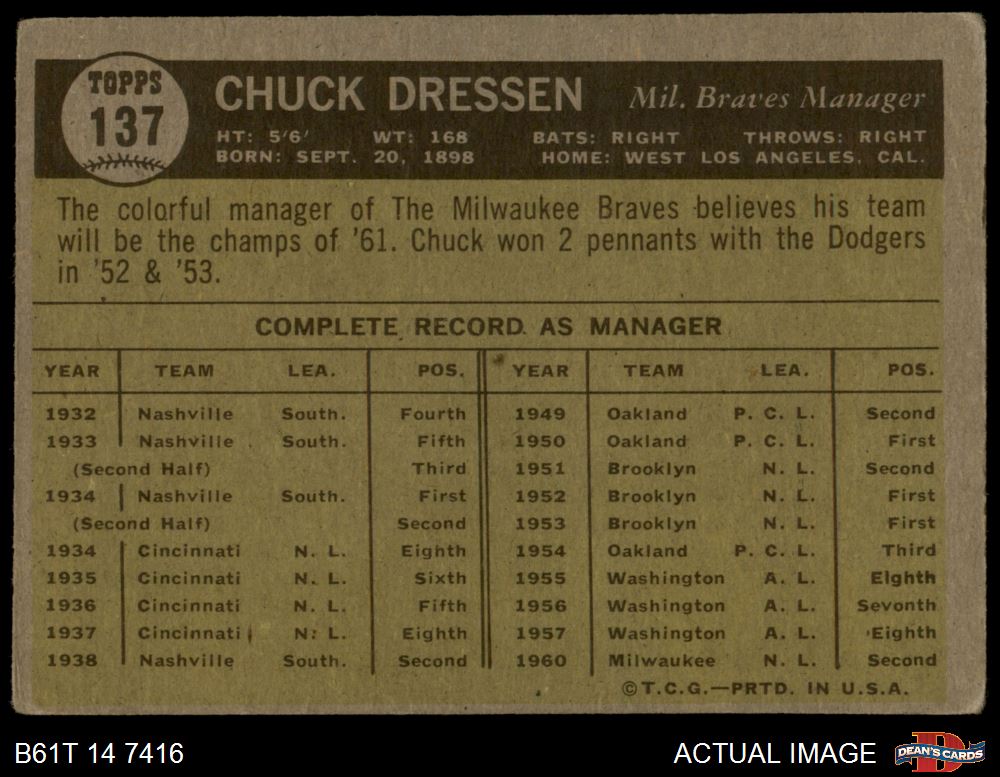 TOPPS
137
CHUCK DRESSEN Mil. Braves Manager
HT: 5'6' WT: 168 BATS: RIGHT THROWS: RIGHT
BORN: SEPT. 20, 1898 HOME: WEST LOS ANGELES, CAL.
The colorful manager of The Milwaukee Braves believes his team
will be the champs of '61. Chuck won 2 pennants with the Dodgers
in '52 & '53.
COMPLETE RECORD AS MANAGER
YEAR TEAM LEA. POS. YEAR TEAM LEA. POS.
1932 Nashville South. Fourth 1949 Oakland P. C. L. Second
1933 Nashville South. Fifth 1950 Oakland P. C. L. First
(Second Half) Third 1951 Brooklyn N. L. Second
1934 Nashville South. First 1952 Brooklyn N. L. First
(Second Half) Second 1953 Brooklyn N. L. First
1934 Cincinnati N. L. Eighth 1954 Oakland P. C. L. Third
1935 Cincinnati N. L. Sixth 1955 Washington A. L. Eighth
1936 Cincinnati N. L. Fifth 1956 Washington A. L. Sevonth
1937 Cincinnati N. L. Eighth 1957 Washington A. L. Eighth
1938 Nashville South. Second 1960 Milwaukee N. L. Second
©T.C.G.—PRTD. IN U.S.A.
B61T 14 7416 ACTUAL IMAGE D DEAN'S CARDS